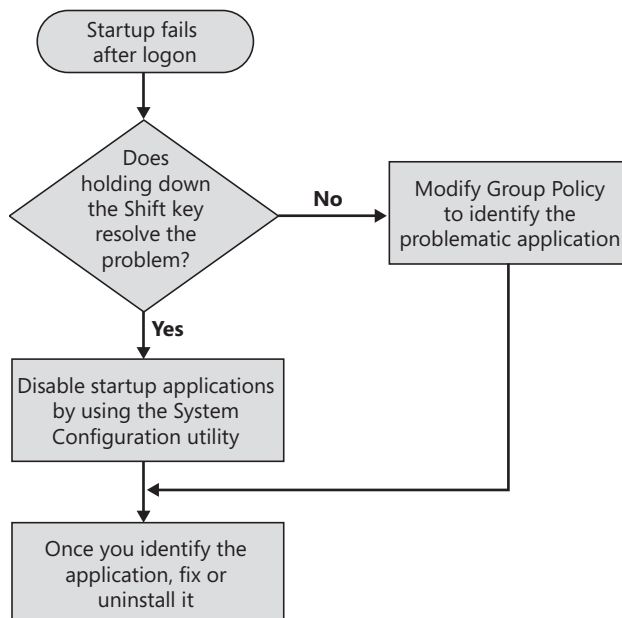 Startup fails
after logon
Does
holding down
the Shift key
resolve the
problem?
No
Modify Group Policy
to identify the
problematic application
Yes
Disable startup applications
by using the System
Configuration utility
Once you identify the
application, fix or
uninstall it